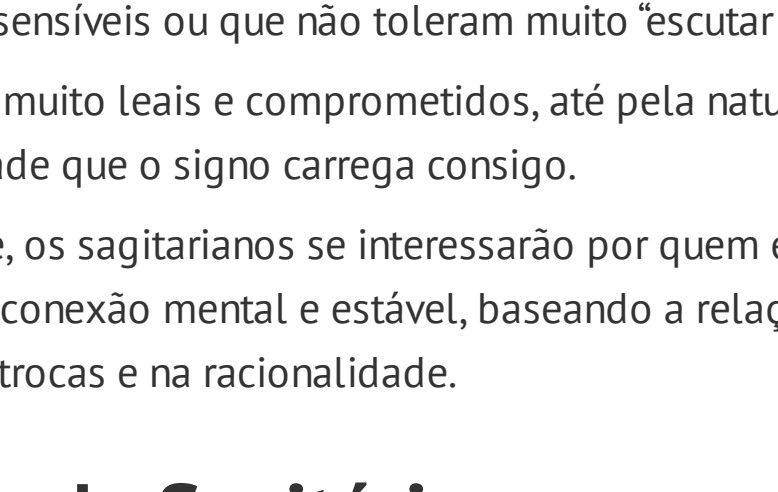 sensíveis ou que não toleram muito “escutar
muito leais e comprometidos, até pela natu
ade que o signo carrega consigo.
e, os sagitarianos se interessarão por quem e
conexão mental e estável, baseando a relaç
trocas e na racionalidade.